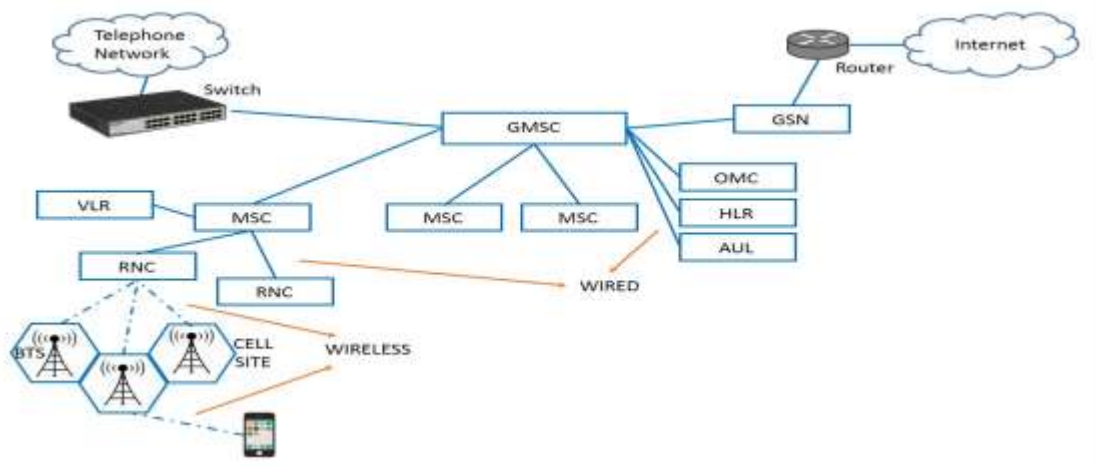 Telephone
Network
Internet
Router
Switch
GMSC
GSN
OMC
VLR
MSC
MSC
MSC
HLR
AUL
RNC
RNC
WIRED
BTS
CELL
SITE
WIRELESS